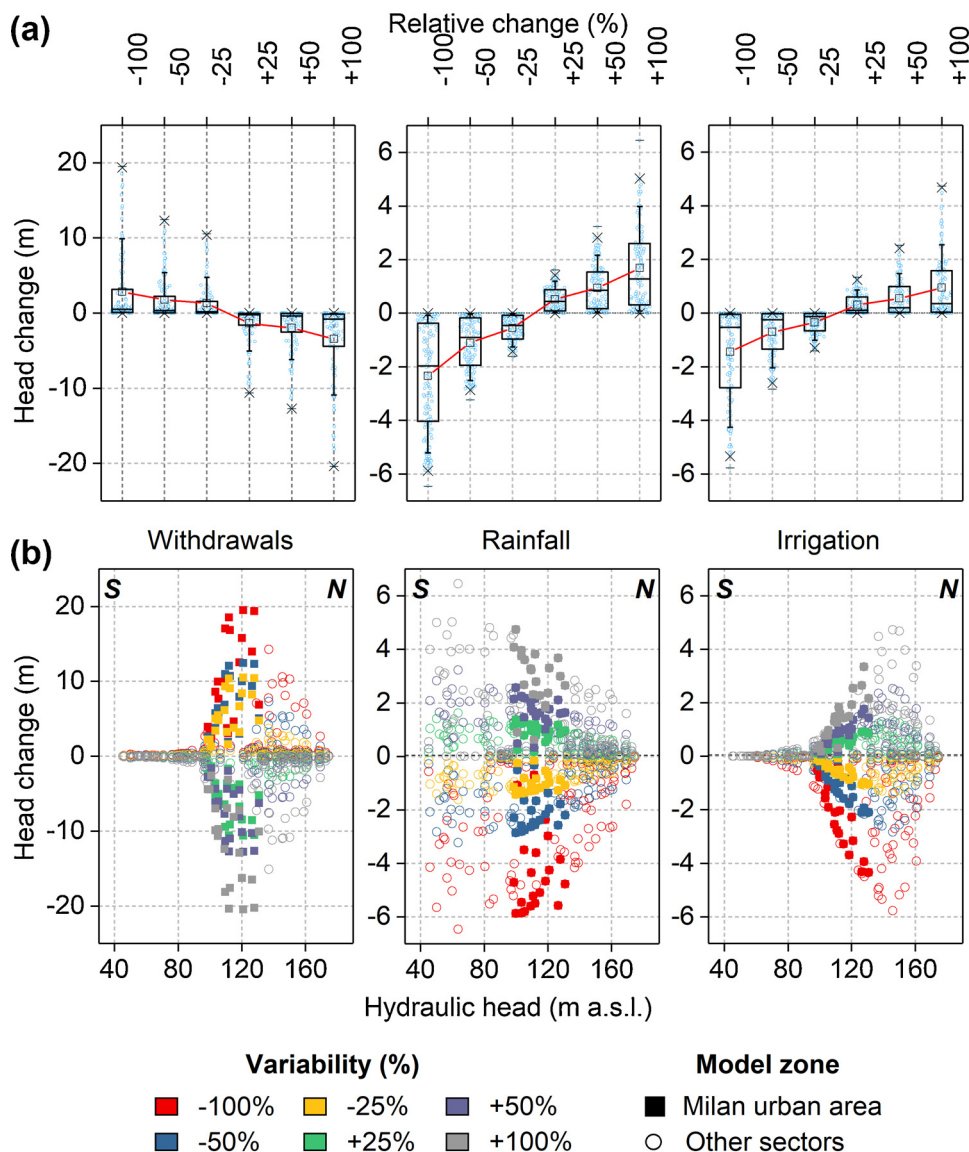 (a)
Relative change (%)
-100 -50 -25 +25 +50 +100 -100 -50 -25 +25 +50 +100 -100 -50 -25 +25 +50 +100
Head change (m)
20 10 0 -10 -20
6 4 2 0 -2 -4 -6
6 4 2 0 -2 -4 -6
(b)
Withdrawals Rainfall Irrigation
S N S N S N
Head change (m)
20 10 0 -10 -20
6 4 2 0 -2 -4 -6
6 4 2 0 -2 -4 -6
40 80 120 160 40 80 120 160 40 80 120 160
Hydraulic head (m a.s.l.)
Variability (%) Model zone
-100% -25% +50% Milan urban area
-50% +25% +100% Other sectors